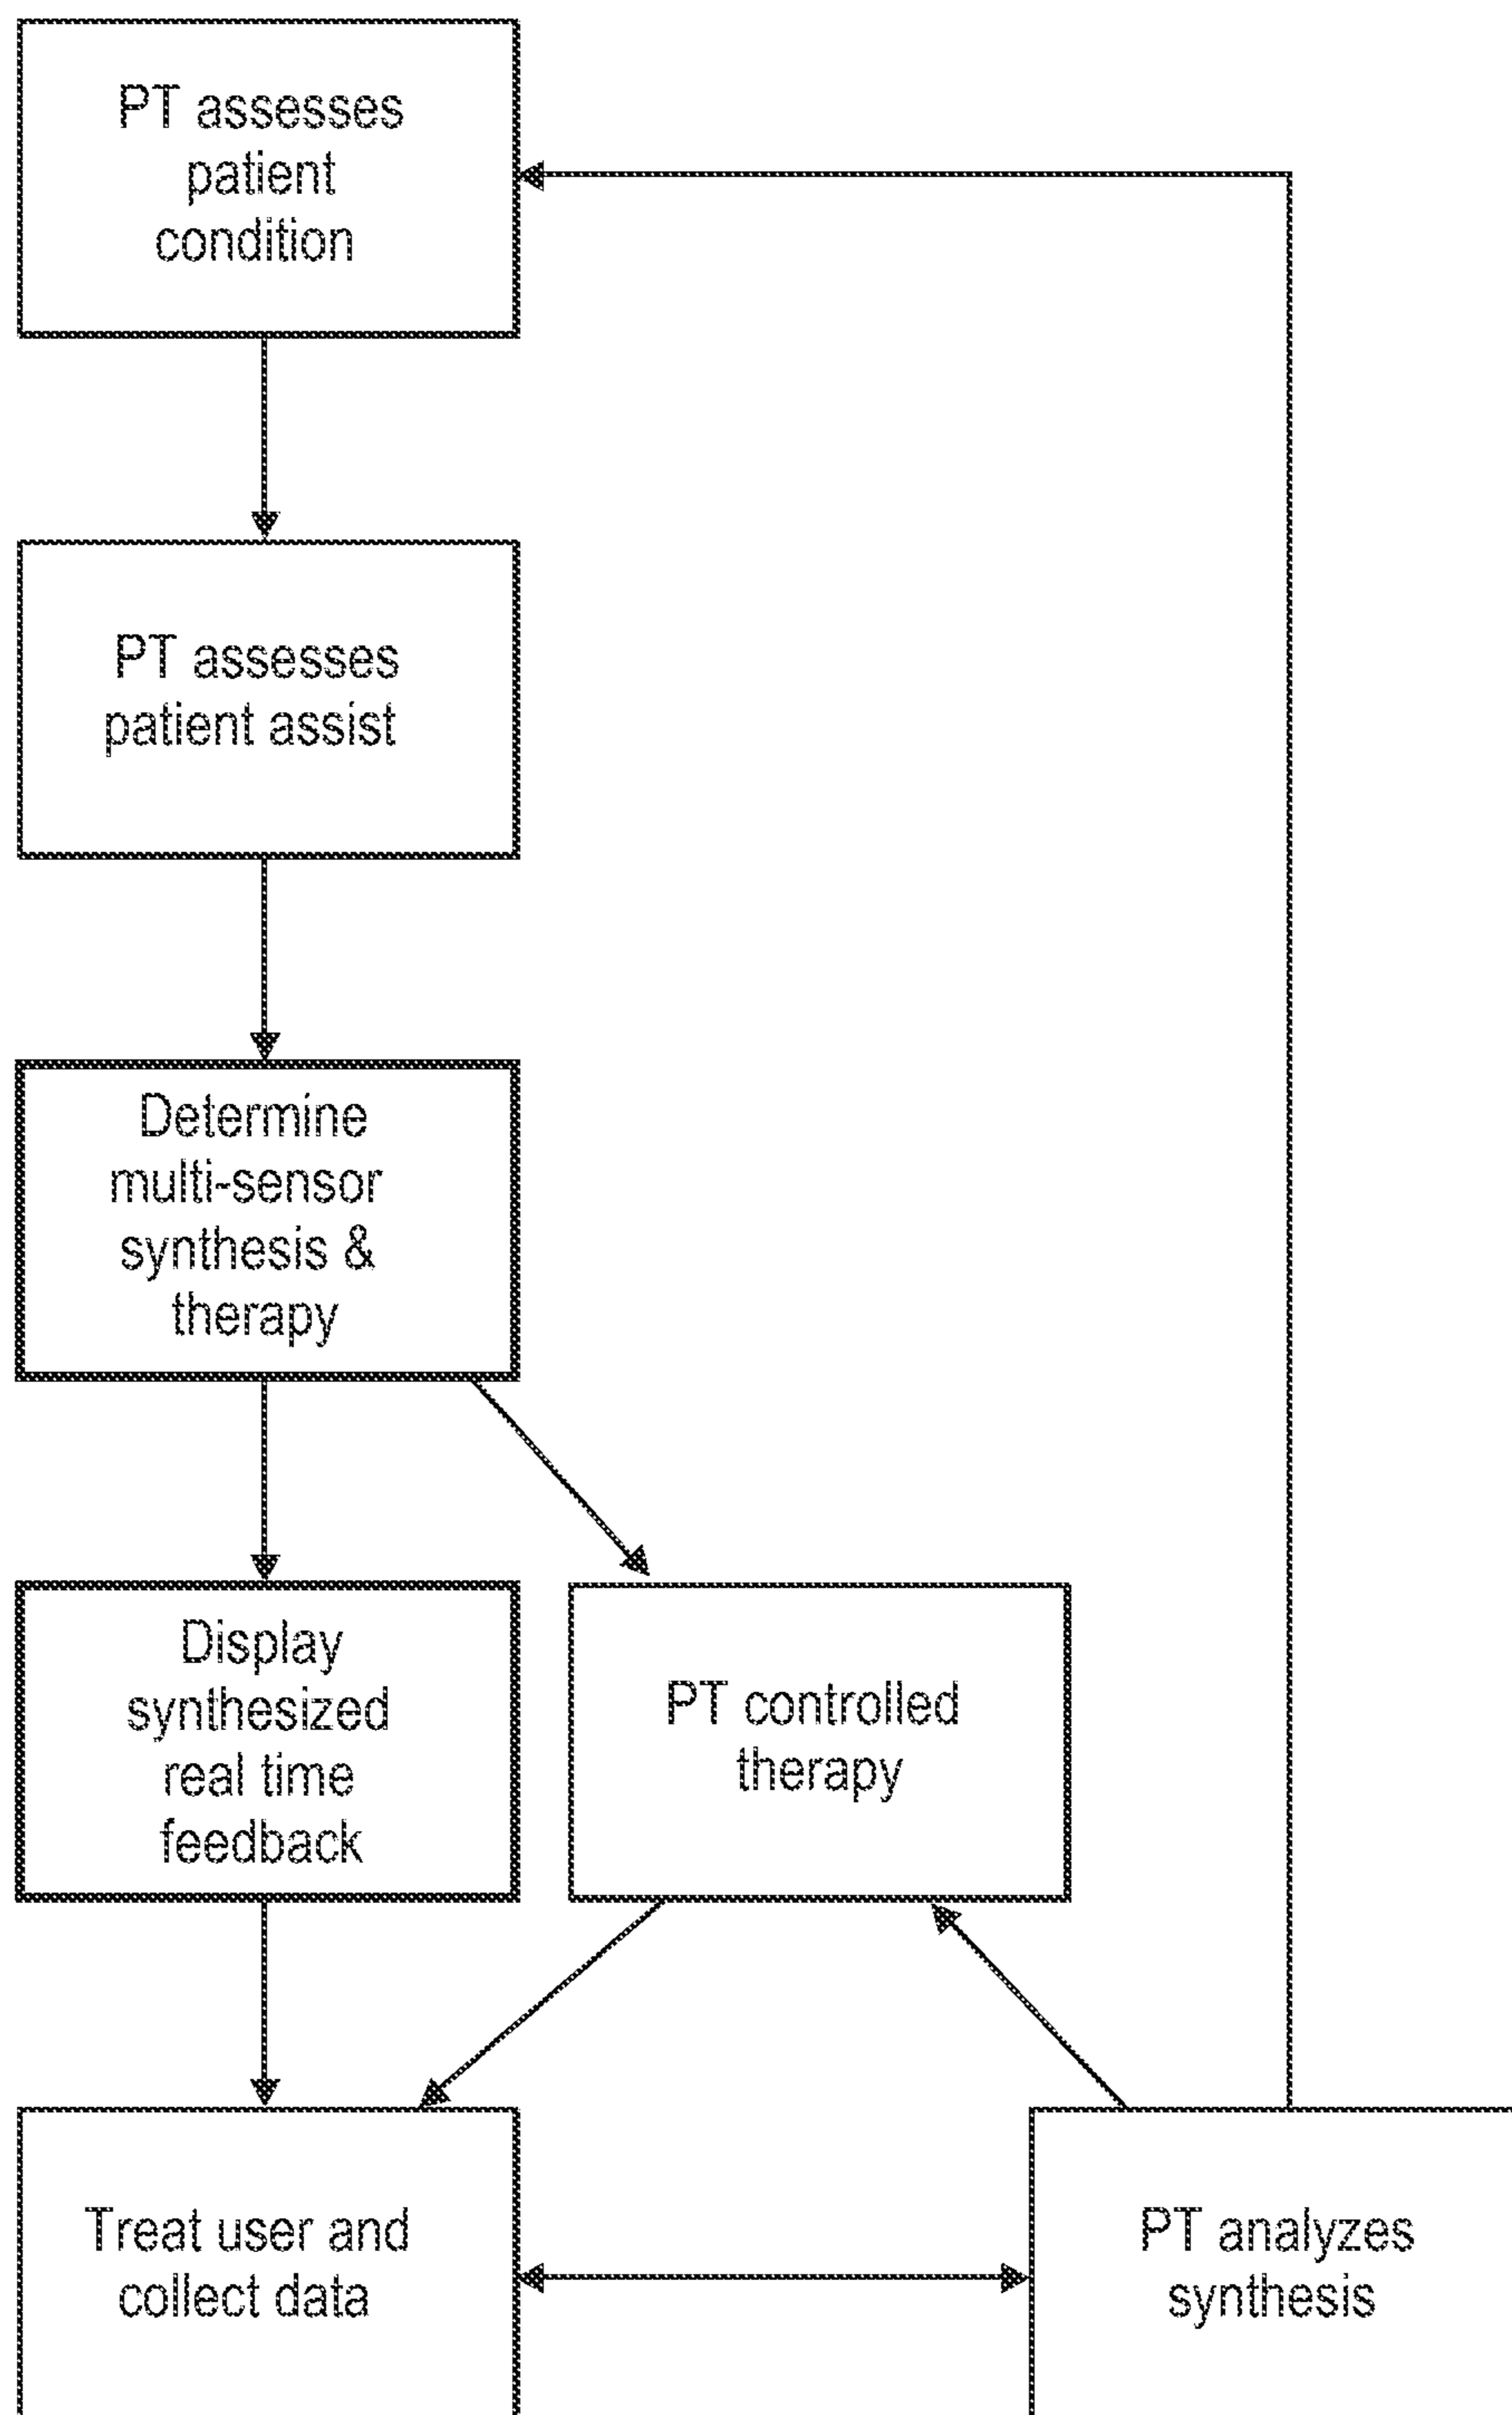 PT assesses
patient
condition
PT assesses
patient assist
Determine
multi-sensor
synthesis &
therapy
Display
synthesized
real time
feedback
PT controlled
therapy
Treat user and
collect data
PT analyzes
synthesis